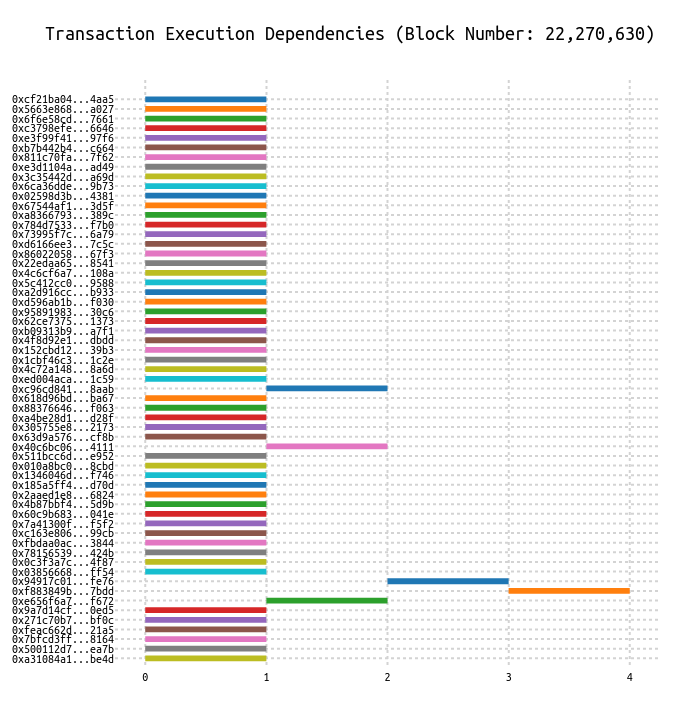 Transaction Execution Dependencies (Block Number: 22,270,630)
0xcf21ba04...4aa5
0x5663e868...a027
0x6f6e58cd...7661
0xc3798efe...6646
0xe3f99f41...97f6
0xb7b442b4...c664
0x811c70fa...7f62
0xe3d1104a...ad49
0x3c35442d...a69d
0x6ca36dde...9b73
0x02598d3b...4381
0x67544af1...3d5f
0xa8366793...389c
0x784d7533...f7b0
0x73995f7c...6a79
0xd6166ee3...7c5c
0x86022058...67f3
0x22edaa65...8541
0x4c6cf6a7...108a
0x5c412cc0...9588
0xa2d916cc...b933
0xd596ab1b...f030
0x95891983...30c6
0x62ce7375...1373
0xb09313b9...a7f1
0x4f8d92e1...dbdd
0x152cbd12...39b3
0x1cbf46c3...1c2e
0x4c72a148...8a6d
0xed004aca...1c59
0xc96cd841...8aab
0x618d96bd...ba67
0x88376646...f063
0xa4be28d1...d28f
0x305755e8...2173
0x63d9a576...cf8b
0x40c6bc06...4111
0x511bcc6d...e952
0x010a8bc0...8cbd
0x1346046d...f746
0x185a5ff4...d70d
0x2aaed1e8...6824
0x4b87bbf4...5d9b
0x60c9b683...041e
0x7a41300f...f5f2
0xc163e806...99cb
0xfbdaa0ac...3844
0x78156539...424b
0x0c3f3a7c...4f87
0x03856668...ff54
0x94917c01...fe76
0xf883849b...7bdd
0xe656f6a7...f672
0x9a7d14cf...0ed5
0x271c70b7...bf0c
0xfeac662d...21a5
0x7bfcd3ff...8164
0x500112d7...ea7b
0xa31084a1...be4d
0 1 2 3 4